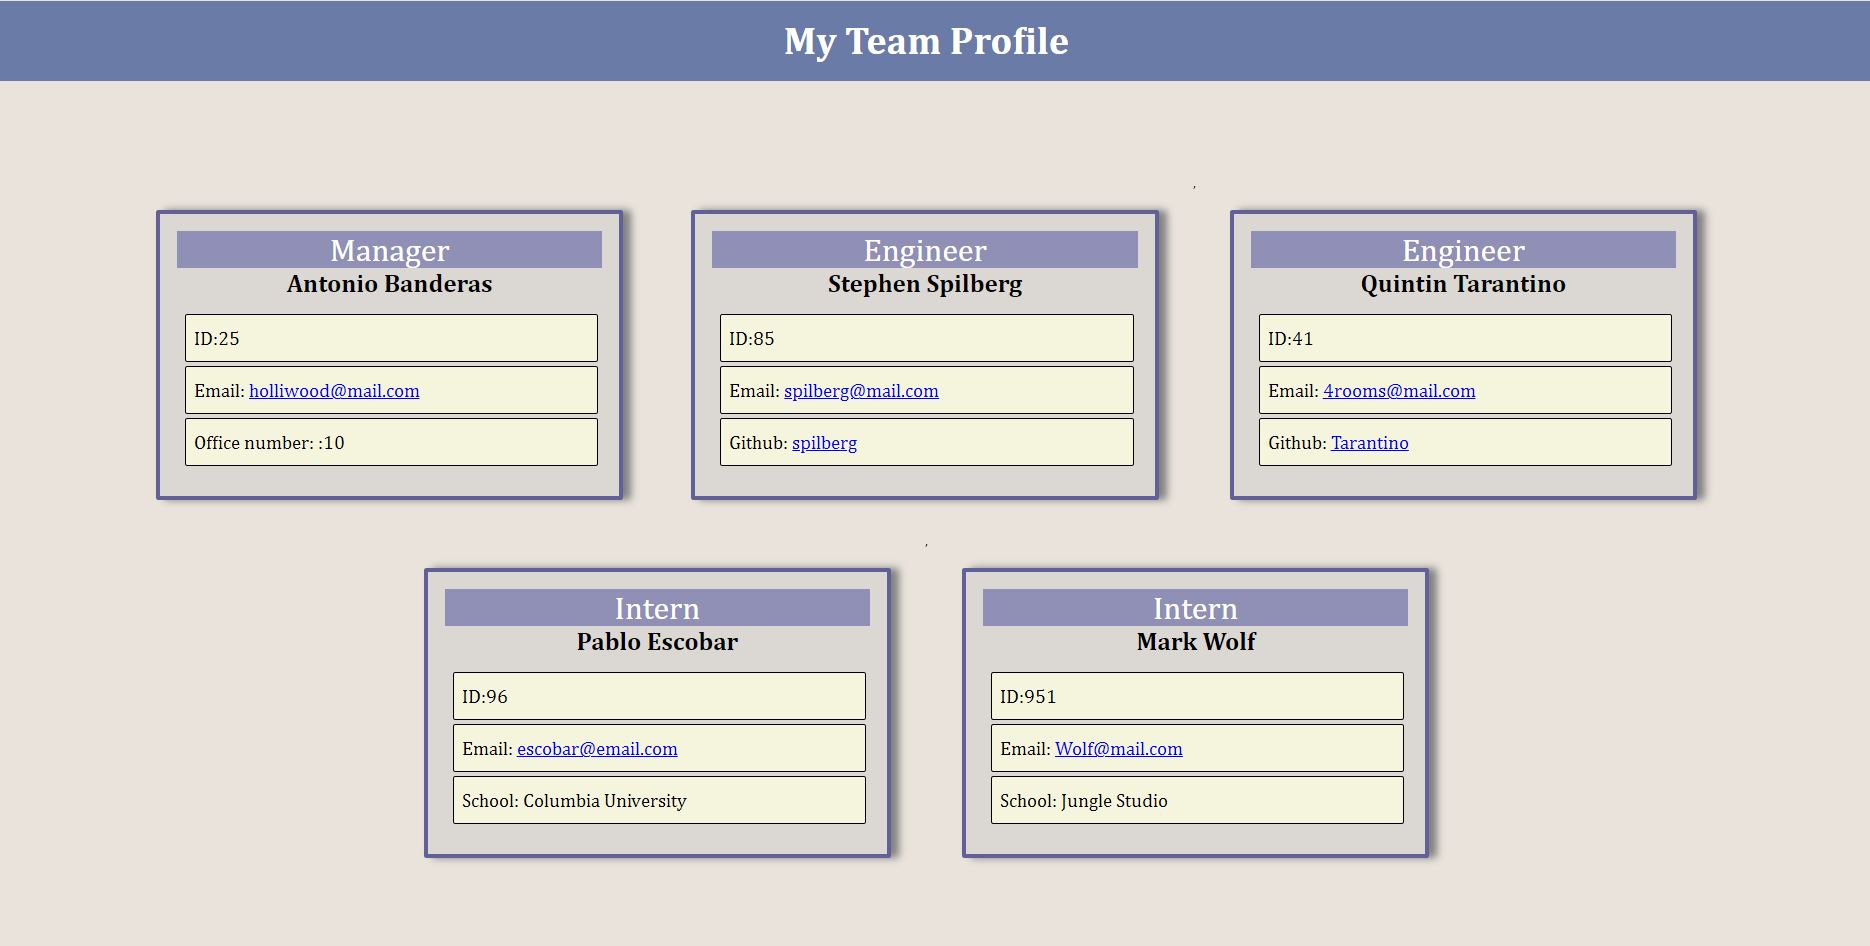 My Team Profile
,
Manager
Antonio Banderas
ID:25
Email: holliwood@mail.com
Office number: :10
Engineer
Stephen Spilberg
ID:85
Email: spilberg@mail.com
Github: spilberg
Engineer
Quintin Tarantino
ID:41
Email: 4rooms@mail.com
Github: Tarantino
,
Intern
Pablo Escobar
ID:96
Email: escobar@email.com
School: Columbia University
Intern
Mark Wolf
ID:951
Email: Wolf@mail.com
School: Jungle Studio